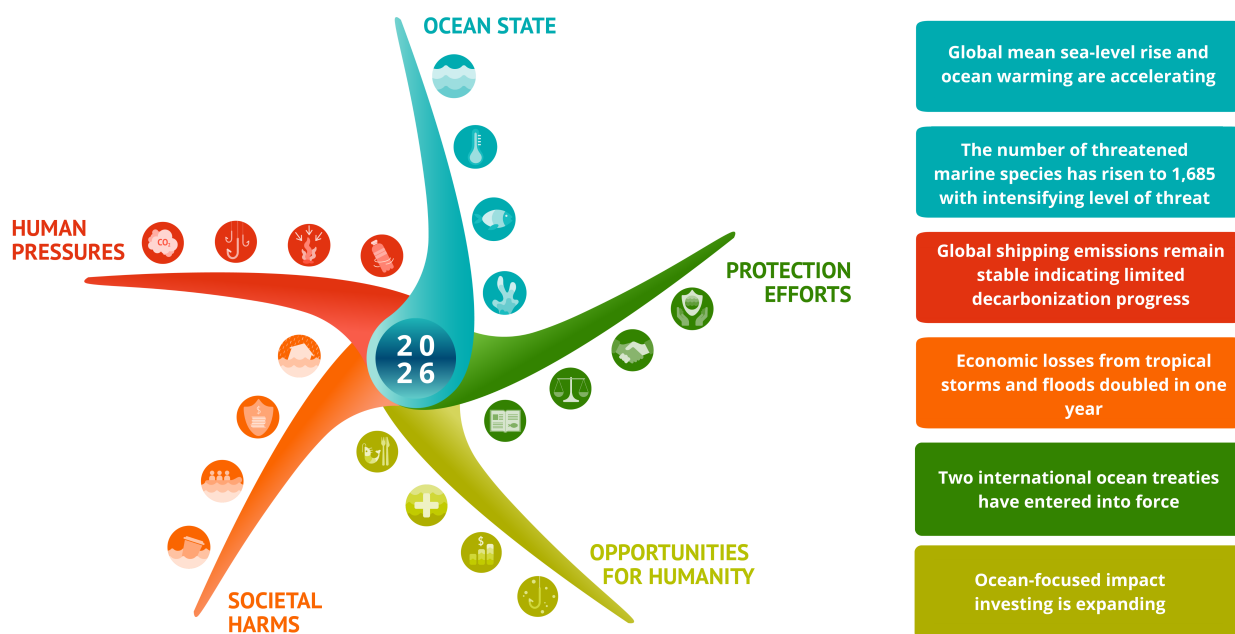 OCEAN STATE
HUMAN
PRESSURES
CO₂
PROTECTION
EFFORTS
20
26
$
$
OPPORTUNITIES
FOR HUMANITY
SOCIETAL
HARMS
Global mean sea-level rise and
ocean warming are accelerating
The number of threatened
marine species has risen to 1,685
with intensifying level of threat
Global shipping emissions remain
stable indicating limited
decarbonization progress
Economic losses from tropical
storms and floods doubled in one
year
Two international ocean treaties
have entered into force
Ocean-focused impact
investing is expanding